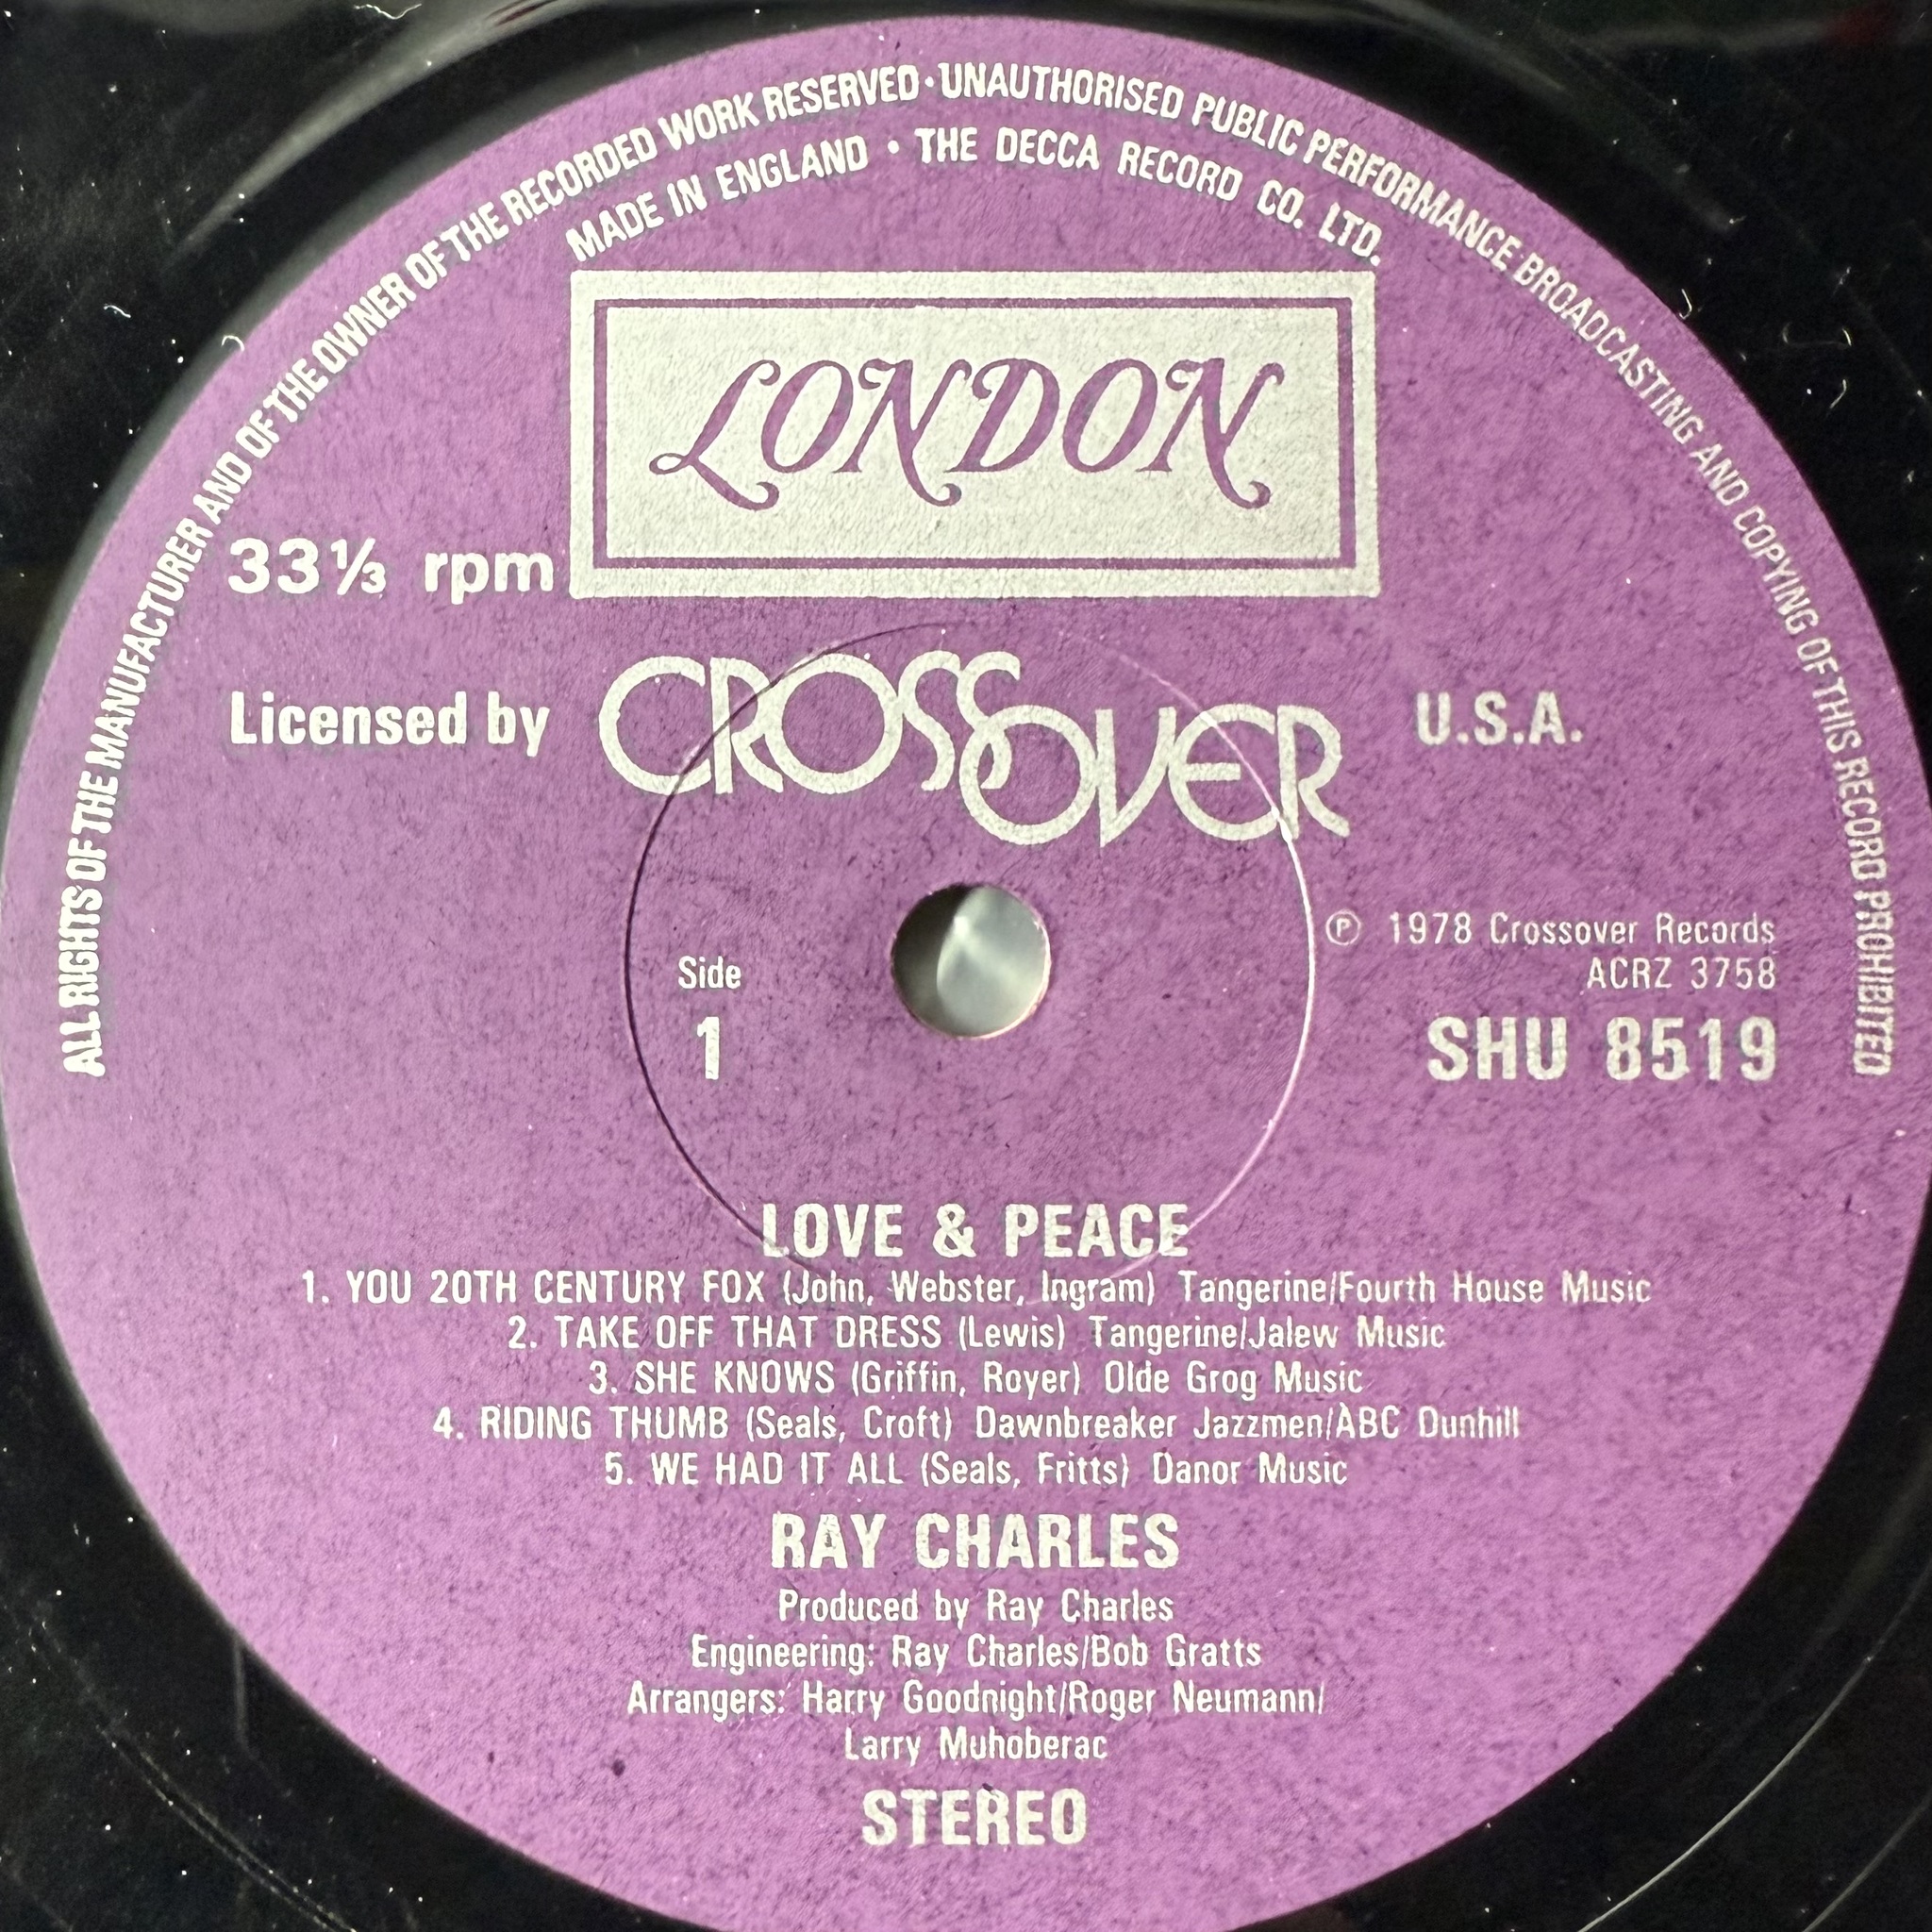 ALL RIGHTS OF THE MANUFACTURER AND OF THE OWNER OF THE RECORDED WORK RESERVED · UNAUTHORISED PUBLIC PERFORMANCE BROADCASTING AND COPYING OF THIS RECORD PROHIBITED
MADE IN ENGLAND · THE DECCA RECORD CO. LTD.
LONDON
33⅓ rpm
Licensed by CROSSOVER U.S.A.
℗ 1978 Crossover Records
ACRZ 3758
Side
1
SHU 8519
LOVE & PEACE
1. YOU 20TH CENTURY FOX (John, Webster, Ingram) Tangerine/Fourth House Music
2. TAKE OFF THAT DRESS (Lewis) Tangerine/Jalew Music
3. SHE KNOWS (Griffin, Royer) Olde Grog Music
4. RIDING THUMB (Seals, Croft) Dawnbreaker Jazzmen/ABC Dunhill
5. WE HAD IT ALL (Seals, Fritts) Danor Music
RAY CHARLES
Produced by Ray Charles
Engineering: Ray Charles/Bob Gratts
Arrangers: Harry Goodnight/Roger Neumann/
Larry Muhoberac
STEREO